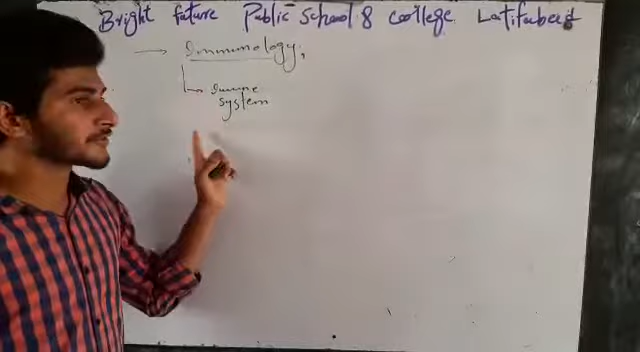 Bright future Public School & college Latifabad
→ Immunology,
↳ Immune
system